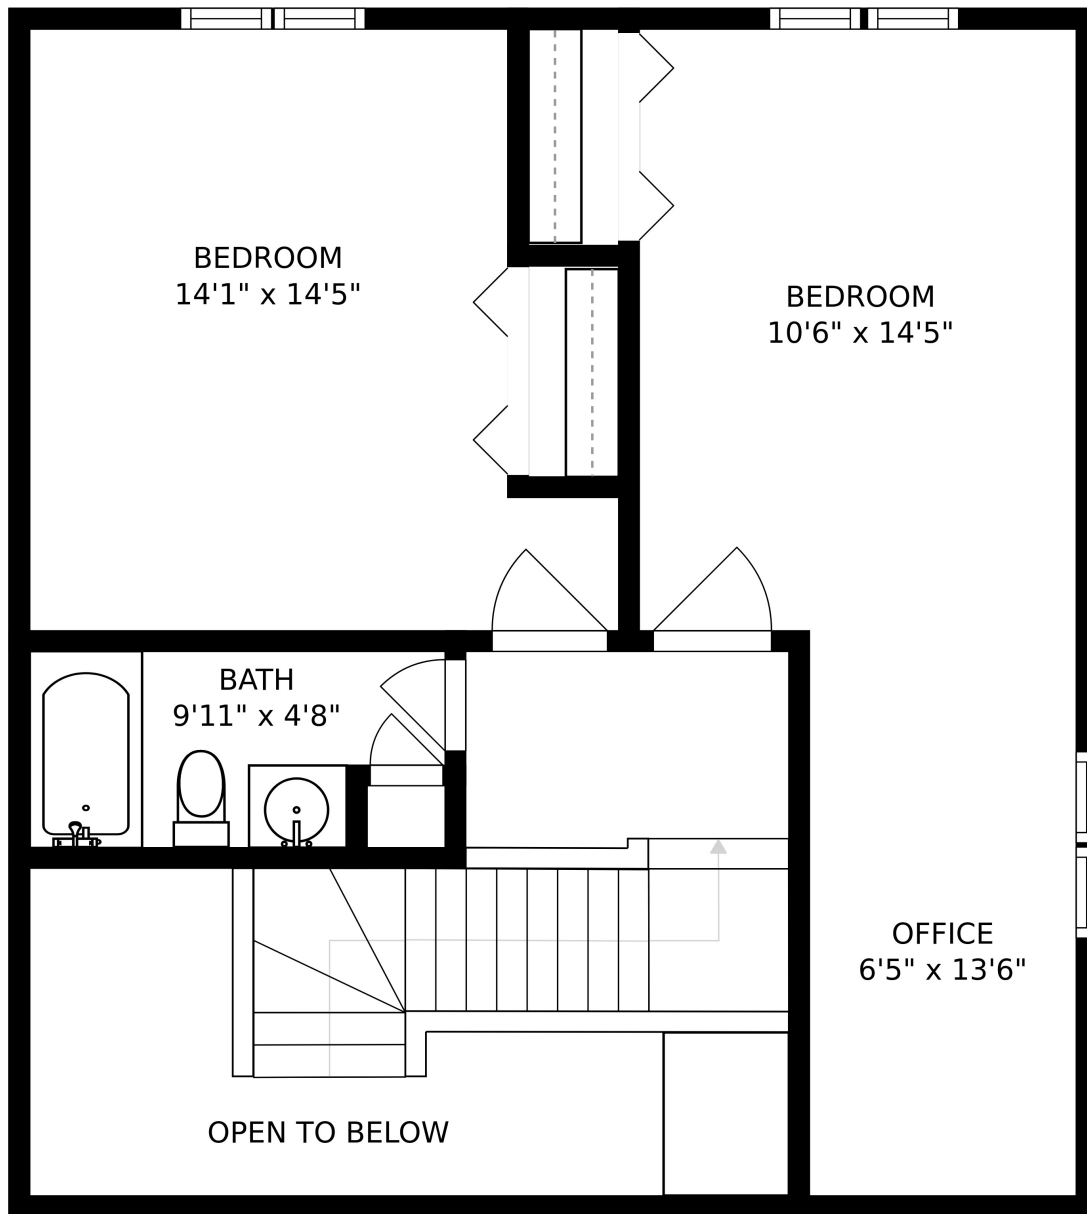 BEDROOM
14'1" x 14'5"
BEDROOM
10'6" x 14'5"
BATH
9'11" x 4'8"
OFFICE
6'5" x 13'6"
OPEN TO BELOW